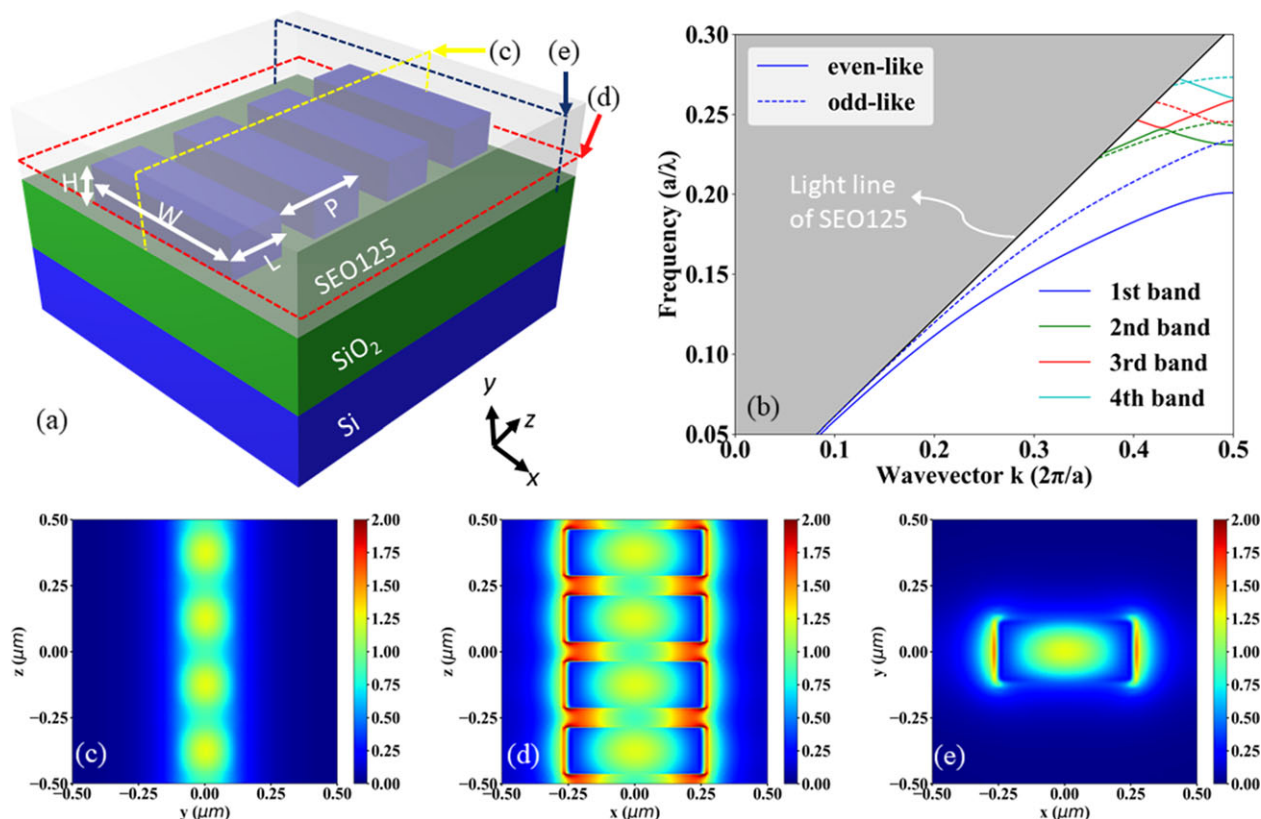 (c)
(e)
(d)
H
W
L
P
SEO125
SiO₂
Si
(a)
y
z
x
Frequency (a/λ)
0.30
0.25
0.20
0.15
0.10
0.05
even-like
odd-like
Light line
of SEO125
1st band
2nd band
3rd band
4th band
(b)
0.0
0.1
0.2
0.3
0.4
0.5
Wavevector k (2π/a)
z (μm)
0.50
0.25
0.00
−0.25
−0.50
(c)
−0.50
−0.25
0.00
0.25
0.50
y (μm)
2.00
1.75
1.50
1.25
1.00
0.75
0.50
0.25
0.00
z (μm)
0.50
0.25
0.00
−0.25
−0.50
(d)
−0.50
−0.25
0.00
0.25
0.50
x (μm)
2.00
1.75
1.50
1.25
1.00
0.75
0.50
0.25
0.00
y (μm)
0.50
0.25
0.00
−0.25
−0.50
(e)
−0.50
−0.25
0.00
0.25
0.50
x (μm)
2.00
1.75
1.50
1.25
1.00
0.75
0.50
0.25
0.00